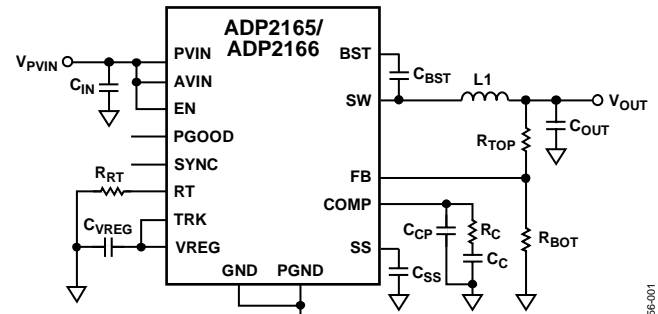 ADP2165/
ADP2166
VPVIN
CIN
PVIN
AVIN
EN
PGOOD
SYNC
RRT
RT
CVREG
TRK
VREG
GND
PGND
BST
CBST
SW
L1
VOUT
COUT
RTOP
FB
COMP
CCP
RC
CC
RBOT
SS
CSS
56-001